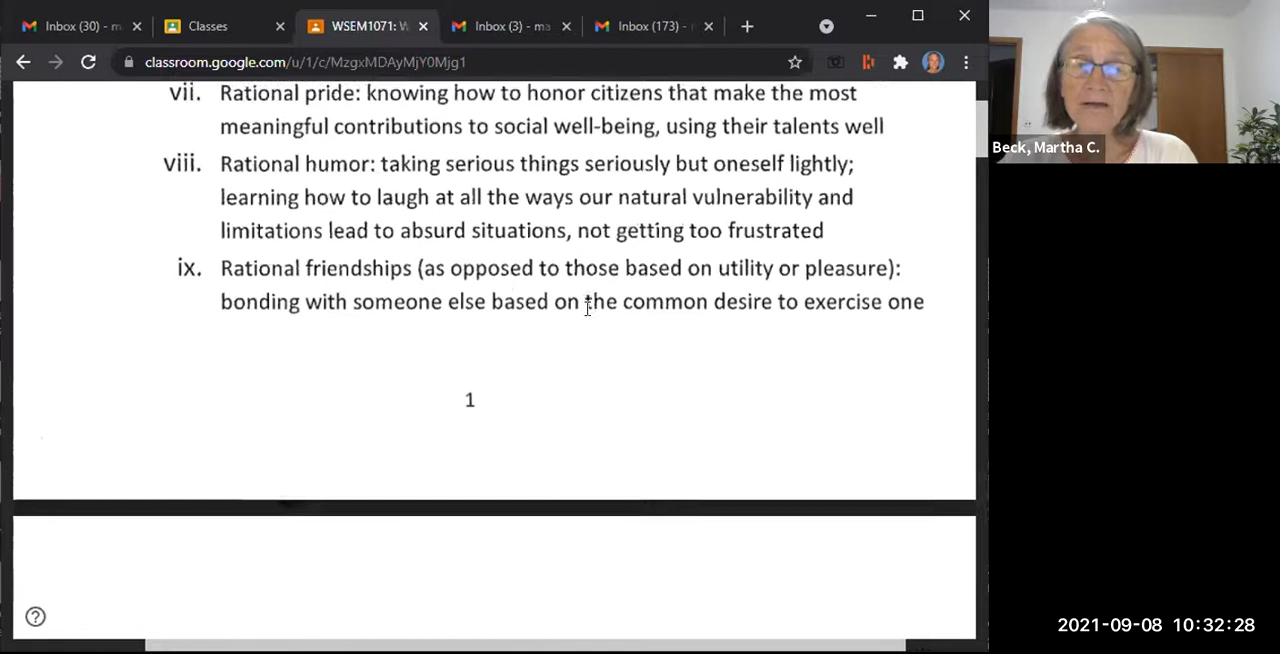 Inbox (30) - m
Classes
WSEM1071: W
Inbox (3) - ma
Inbox (173) -
classroom.google.com/u/1/c/MzgxMDAyMjY0Mjg1
vii. Rational pride: knowing how to honor citizens that make the most
meaningful contributions to social well-being, using their talents well
viii. Rational humor: taking serious things seriously but oneself lightly;
learning how to laugh at all the ways our natural vulnerability and
limitations lead to absurd situations, not getting too frustrated
ix. Rational friendships (as opposed to those based on utility or pleasure):
bonding with someone else based on the common desire to exercise one
1
Beck, Martha C.
2021-09-08 10:32:28